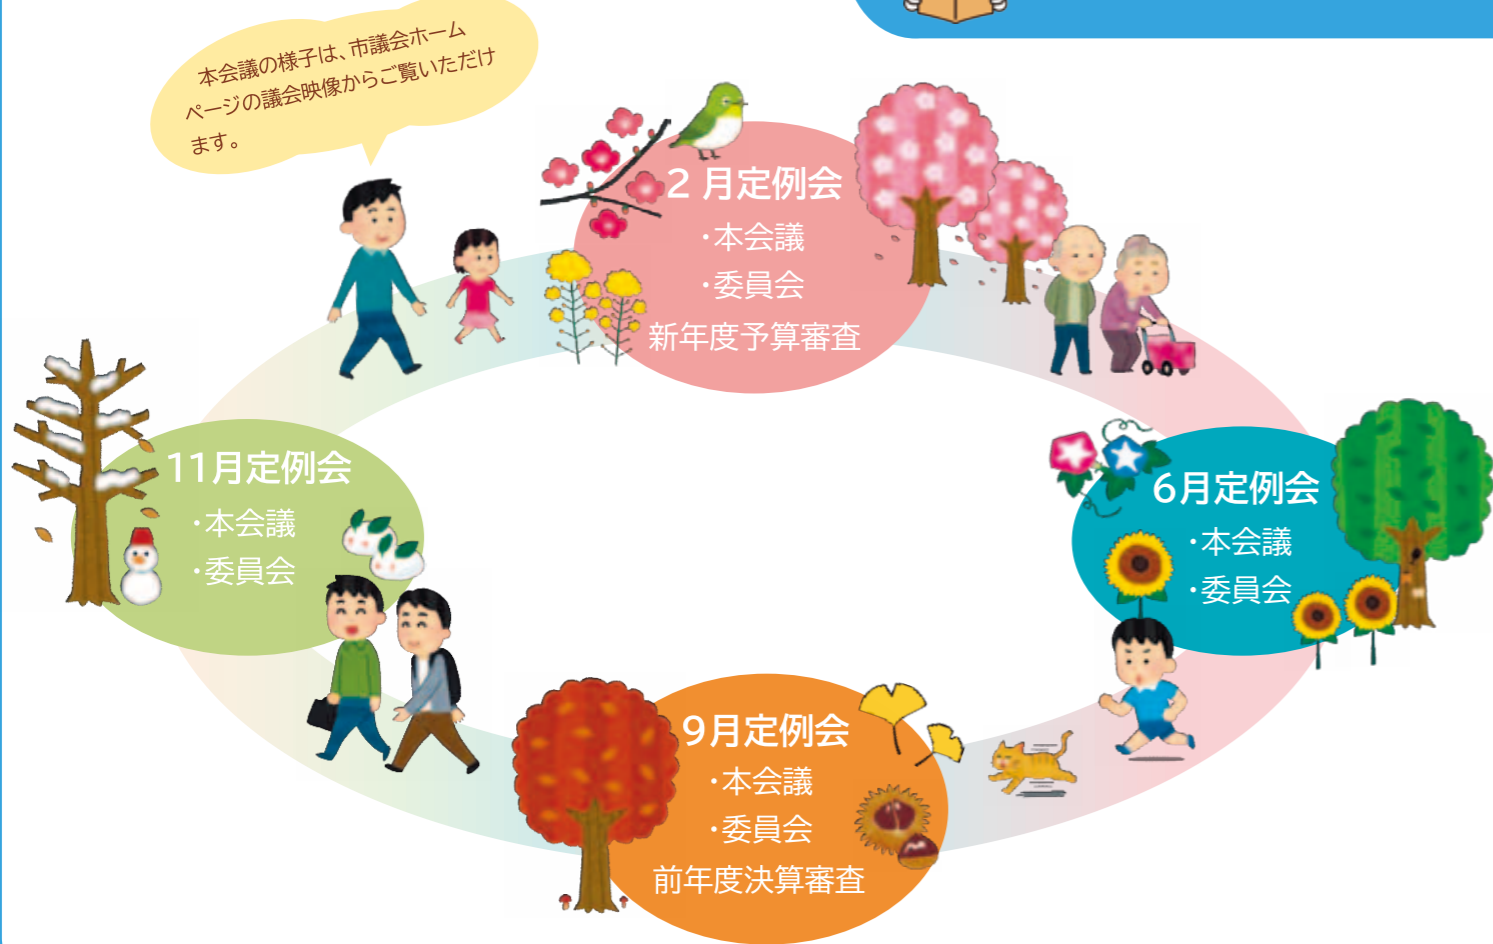 本会議の様子は、市議会ホーム
ページの議会映像からご覧いただけ
ます。
2 月定例会
・本会議
・委員会
新年度予算審査
6月定例会
・本会議
・委員会
9月定例会
・本会議
・委員会
前年度決算審査
11月定例会
・本会議
・委員会